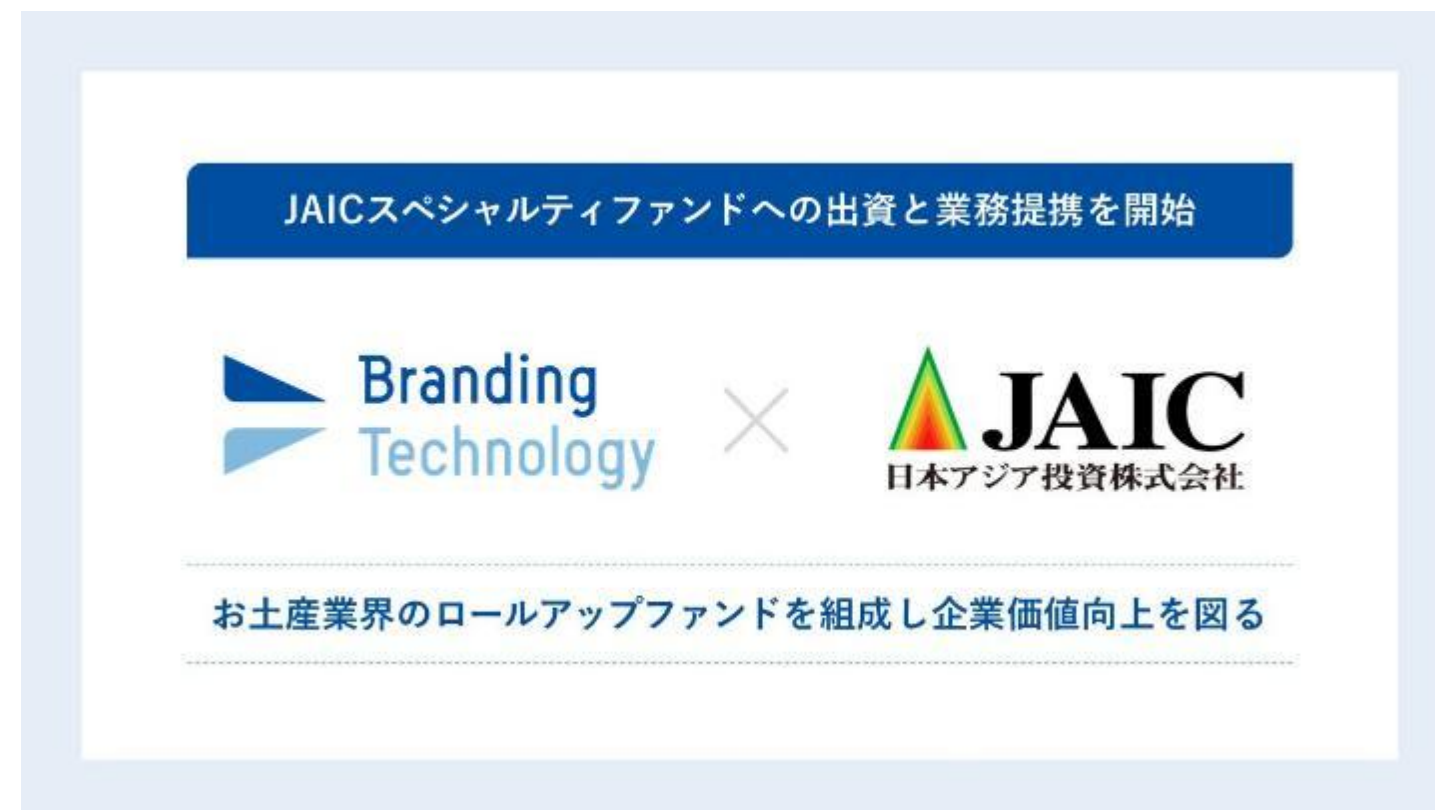 JAICスペシャルティファンドへの出資と業務提携を開始
Branding
Technology
JAIC
日本アジア投資株式会社
お土産業界のロールアップファンドを組成し企業価値向上を図る